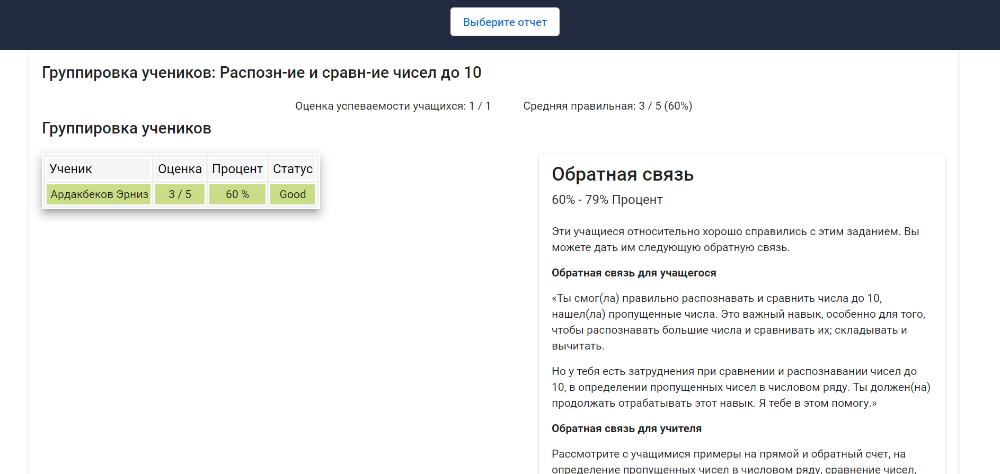 Выберите отчет
Группировка учеников: Распозн-ие и сравн-ие чисел до 10
Оценка успеваемости учащихся: 1 / 1 Средняя правильная: 3 / 5 (60%)
Группировка учеников
Ученик Оценка Процент Статус
Ардакбеков Эрниз 3 / 5 60 % Good
Обратная связь
60% - 79% Процент
Эти учащиеся относительно хорошо справились с этим заданием. Вы
можете дать им следующую обратную связь.
Обратная связь для учащегося
«Ты смог(ла) правильно распознавать и сравнить числа до 10,
нашел(ла) пропущенные числа. Это важный навык, особенно для того,
чтобы распознавать большие числа и сравнивать их; складывать и
вычитать.
Но у тебя есть затруднения при сравнении и распознавании чисел до
10, в определении пропущенных чисел в числовом ряду. Ты должен(на)
продолжать отрабатывать этот навык. Я тебе в этом помогу.»
Обратная связь для учителя
Рассмотрите с учащимися примеры на прямой и обратный счет, на
определение пропущенных чисел в числовом ряду, сравнение чисел,